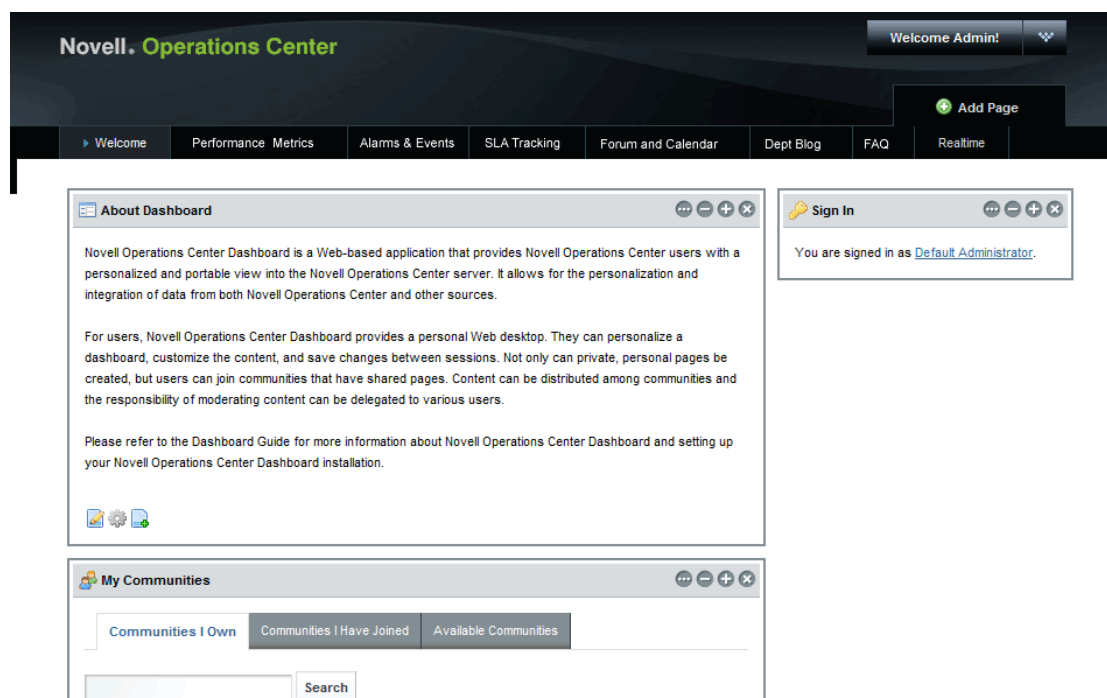 Novell. Operations Center
Welcome Admin!
Add Page
Welcome
Performance Metrics
Alarms & Events
SLA Tracking
Forum and Calendar
Dept Blog
FAQ
Realtime
About Dashboard
Novell Operations Center Dashboard is a Web-based application that provides Novell Operations Center users with a
personalized and portable view into the Novell Operations Center server. It allows for the personalization and
integration of data from both Novell Operations Center and other sources.
For users, Novell Operations Center Dashboard provides a personal Web desktop. They can personalize a
dashboard, customize the content, and save changes between sessions. Not only can private, personal pages be
created, but users can join communities that have shared pages. Content can be distributed among communities and
the responsibility of moderating content can be delegated to various users.
Please refer to the Dashboard Guide for more information about Novell Operations Center Dashboard and setting up
your Novell Operations Center Dashboard installation.
Sign In
You are signed in as Default Administrator.
My Communities
Communities I Own
Communities I Have Joined
Available Communities
Search